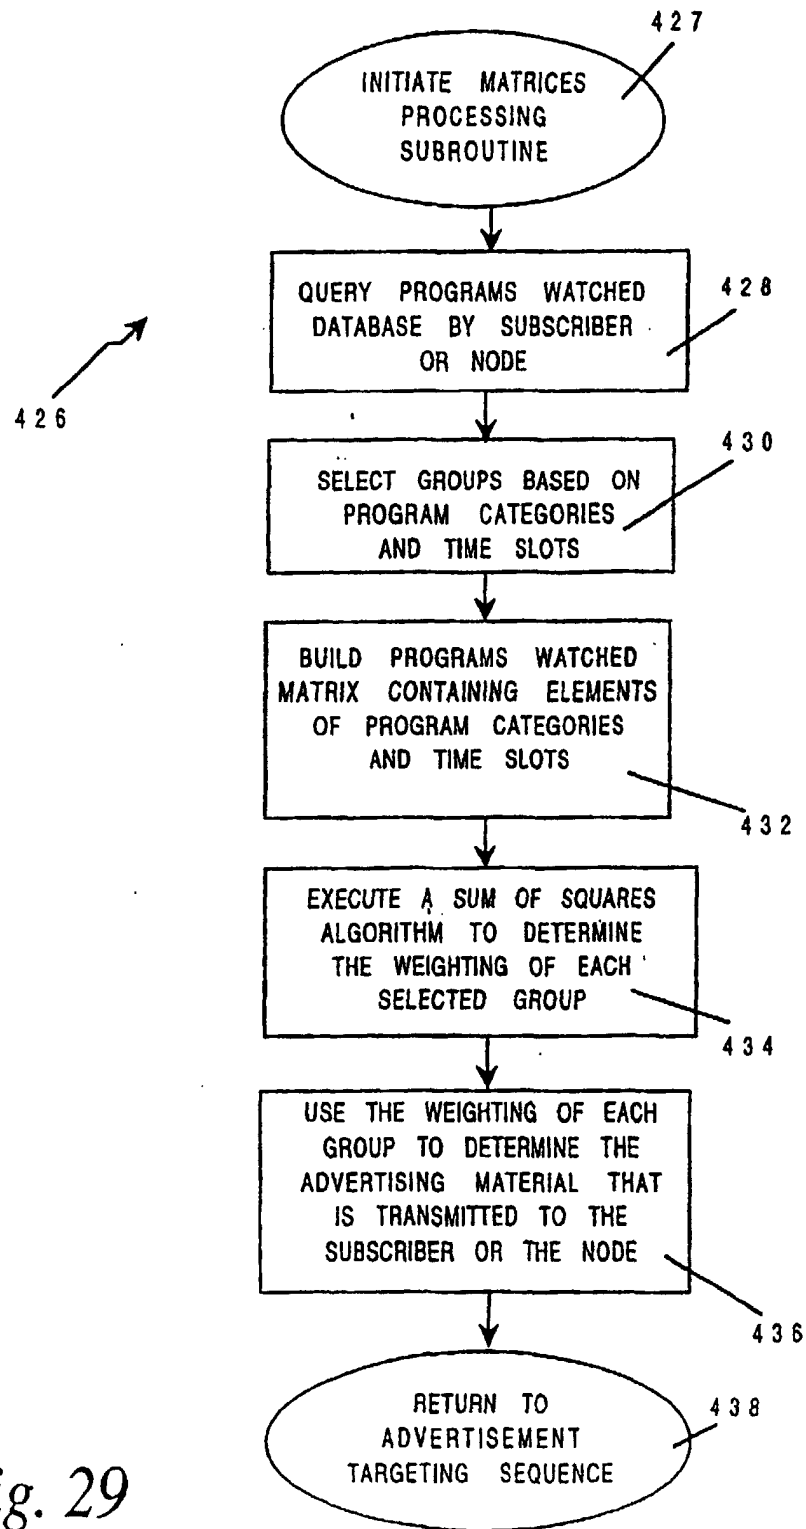 427
INITIATE MATRICES
PROCESSING
SUBROUTINE
428
QUERY PROGRAMS WATCHED
DATABASE BY SUBSCRIBER
OR NODE
426
430
SELECT GROUPS BASED ON
PROGRAM CATEGORIES
AND TIME SLOTS
BUILD PROGRAMS WATCHED
MATRIX CONTAINING ELEMENTS
OF PROGRAM CATEGORIES
AND TIME SLOTS
432
EXECUTE A SUM OF SQUARES
ALGORITHM TO DETERMINE
THE WEIGHTING OF EACH
SELECTED GROUP
434
USE THE WEIGHTING OF EACH
GROUP TO DETERMINE THE
ADVERTISING MATERIAL THAT
IS TRANSMITTED TO THE
SUBSCRIBER OR THE NODE
436
RETURN TO
ADVERTISEMENT
TARGETING SEQUENCE
438
g. 29